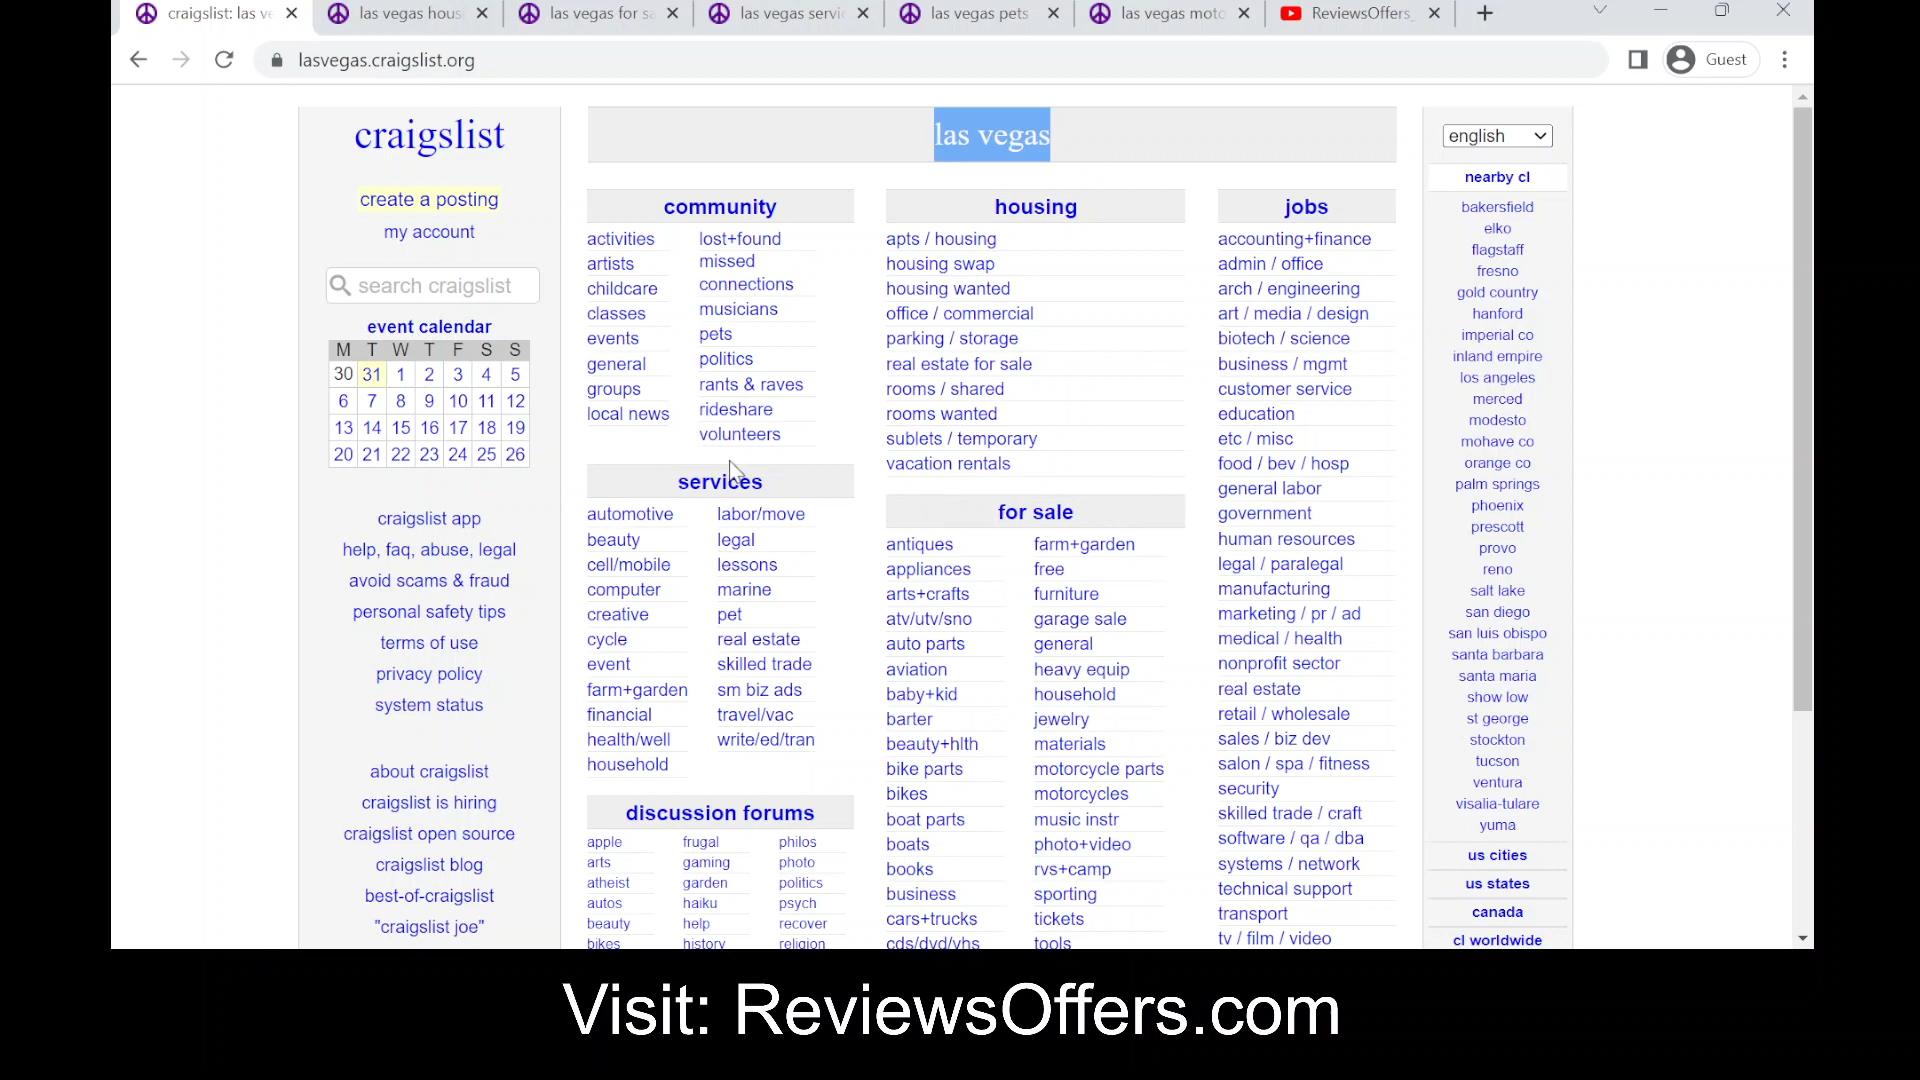 craigslist: las ve
las vegas hous
las vegas for sa
las vegas servic
las vegas pets
las vegas moto
ReviewsOffers_
lasvegas.craigslist.org
Guest
craigslist
create a posting
my account
search craigslist
event calendar
M T W T F S S
30 31 1 2 3 4 5
6 7 8 9 10 11 12
13 14 15 16 17 18 19
20 21 22 23 24 25 26
craigslist app
help, faq, abuse, legal
avoid scams & fraud
personal safety tips
terms of use
privacy policy
system status
about craigslist
craigslist is hiring
craigslist open source
craigslist blog
best-of-craigslist
"craigslist joe"
las vegas
community
activities
artists
childcare
classes
events
general
groups
local news
lost+found
missed
connections
musicians
pets
politics
rants & raves
rideshare
volunteers
services
automotive
beauty
cell/mobile
computer
creative
cycle
event
farm+garden
financial
health/well
household
labor/move
legal
lessons
marine
pet
real estate
skilled trade
sm biz ads
travel/vac
write/ed/tran
discussion forums
apple
arts
atheist
autos
beauty
bikes
frugal
gaming
garden
haiku
help
history
philos
photo
politics
psych
recover
religion
housing
apts / housing
housing swap
housing wanted
office / commercial
parking / storage
real estate for sale
rooms / shared
rooms wanted
sublets / temporary
vacation rentals
for sale
antiques
appliances
arts+crafts
atv/utv/sno
auto parts
aviation
baby+kid
barter
beauty+hlth
bike parts
bikes
boat parts
boats
books
business
cars+trucks
cds/dvd/vhs
farm+garden
free
furniture
garage sale
general
heavy equip
household
jewelry
materials
motorcycle parts
motorcycles
music instr
photo+video
rvs+camp
sporting
tickets
tools
jobs
accounting+finance
admin / office
arch / engineering
art / media / design
biotech / science
business / mgmt
customer service
education
etc / misc
food / bev / hosp
general labor
government
human resources
legal / paralegal
manufacturing
marketing / pr / ad
medical / health
nonprofit sector
real estate
retail / wholesale
sales / biz dev
salon / spa / fitness
security
skilled trade / craft
software / qa / dba
systems / network
technical support
transport
tv / film / video
english
nearby cl
bakersfield
elko
flagstaff
fresno
gold country
hanford
imperial co
inland empire
los angeles
merced
modesto
mohave co
orange co
palm springs
phoenix
prescott
provo
reno
salt lake
san diego
san luis obispo
santa barbara
santa maria
show low
st george
stockton
tucson
ventura
visalia-tulare
yuma
us cities
us states
canada
cl worldwide
Visit: ReviewsOffers.com